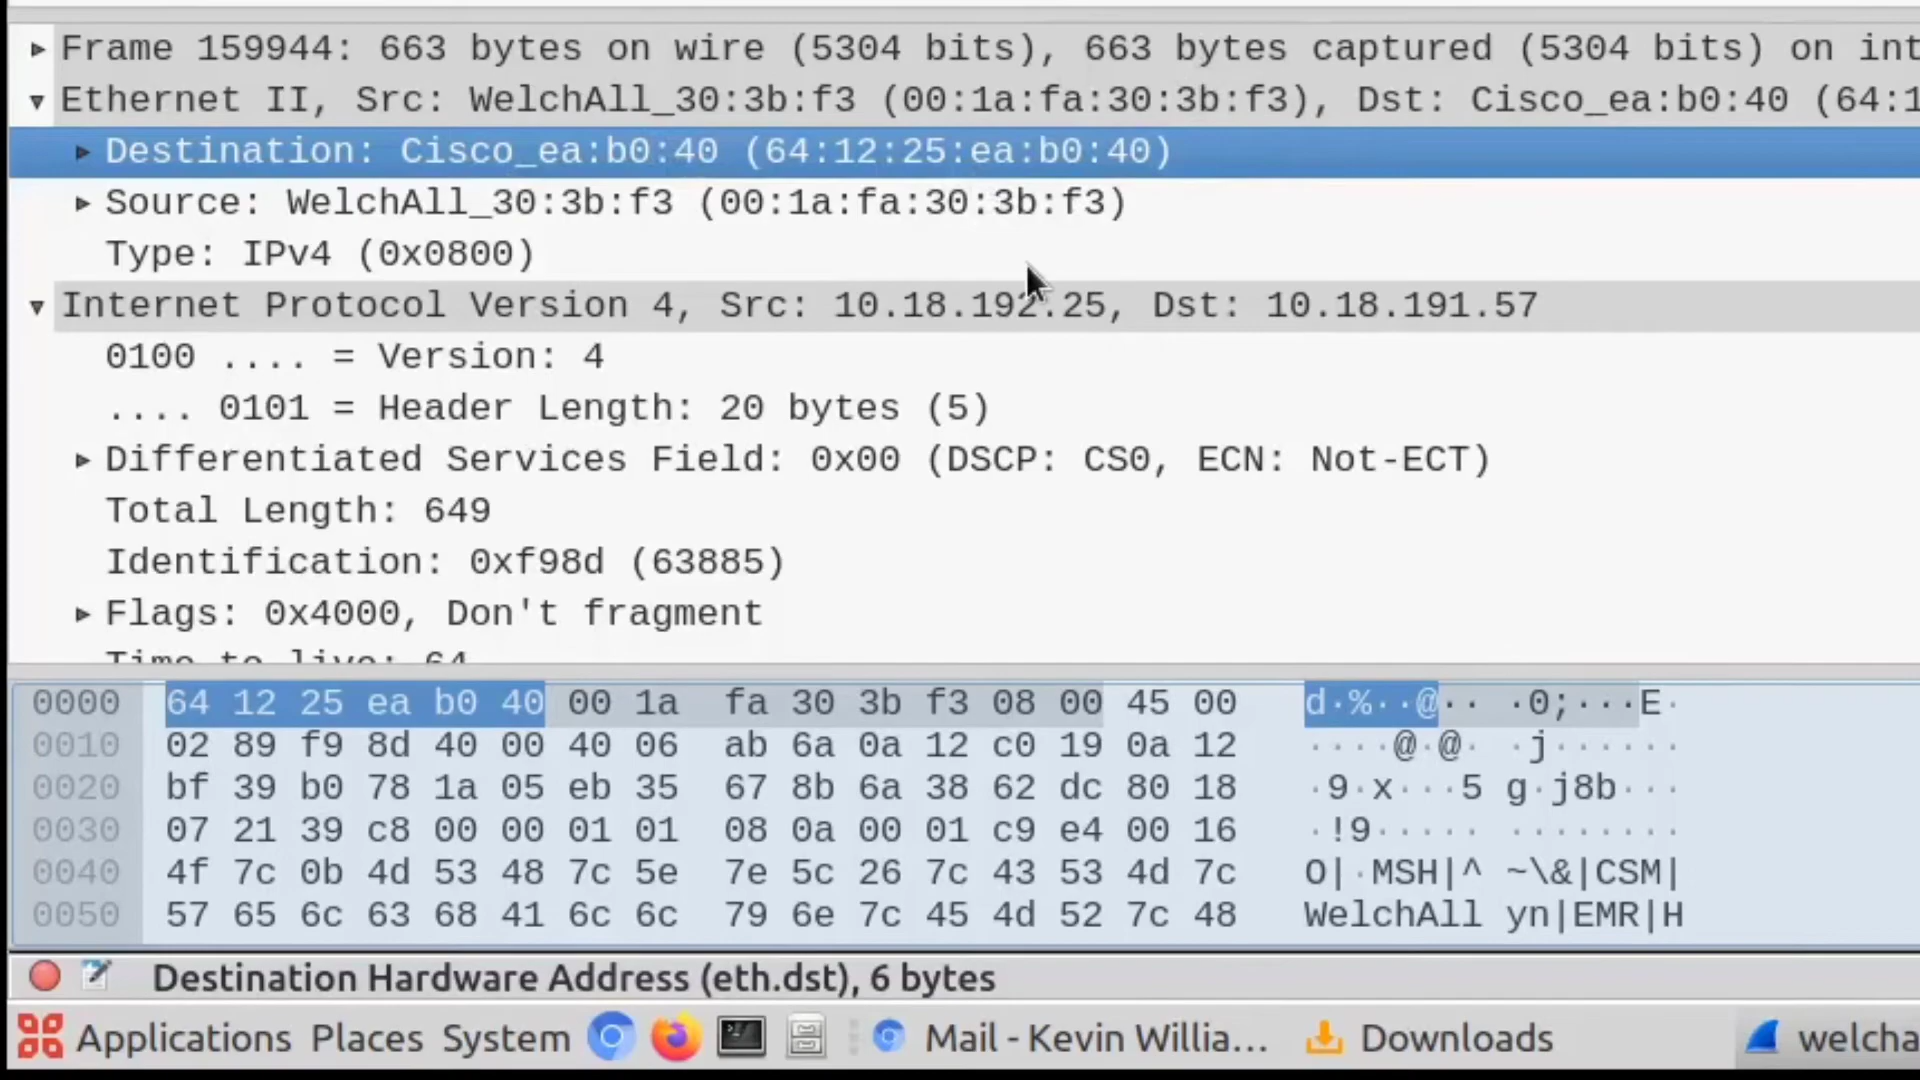 Frame 159944: 663 bytes on wire (5304 bits), 663 bytes captured (5304 bits) on int
Ethernet II, Src: WelchAll_30:3b:f3 (00:1a:fa:30:3b:f3), Dst: Cisco_ea:b0:40 (64:1
Destination: Cisco_ea:b0:40 (64:12:25:ea:b0:40)
Source: WelchAll_30:3b:f3 (00:1a:fa:30:3b:f3)
Type: IPv4 (0x0800)
Internet Protocol Version 4, Src: 10.18.192.25, Dst: 10.18.191.57
0100 .... = Version: 4
.... 0101 = Header Length: 20 bytes (5)
Differentiated Services Field: 0x00 (DSCP: CS0, ECN: Not-ECT)
Total Length: 649
Identification: 0xf98d (63885)
Flags: 0x4000, Don't fragment
Time to live: 64
0000 64 12 25 ea b0 40 00 1a fa 30 3b f3 08 00 45 00 d·%··@·· ·0;···E·
0010 02 89 f9 8d 40 00 40 06 ab 6a 0a 12 c0 19 0a 12 ····@·@· ·j······
0020 bf 39 b0 78 1a 05 eb 35 67 8b 6a 38 62 dc 80 18 ·9·x···5 g·j8b···
0030 07 21 39 c8 00 00 01 01 08 0a 00 01 c9 e4 00 16 ·!9····· ········
0040 4f 7c 0b 4d 53 48 7c 5e 7e 5c 26 7c 43 53 4d 7c O|·MSH|^ ~\&|CSM|
0050 57 65 6c 63 68 41 6c 6c 79 6e 7c 45 4d 52 7c 48 WelchAll yn|EMR|H
Destination Hardware Address (eth.dst), 6 bytes
Applications Places System Mail - Kevin Willia... Downloads welcha